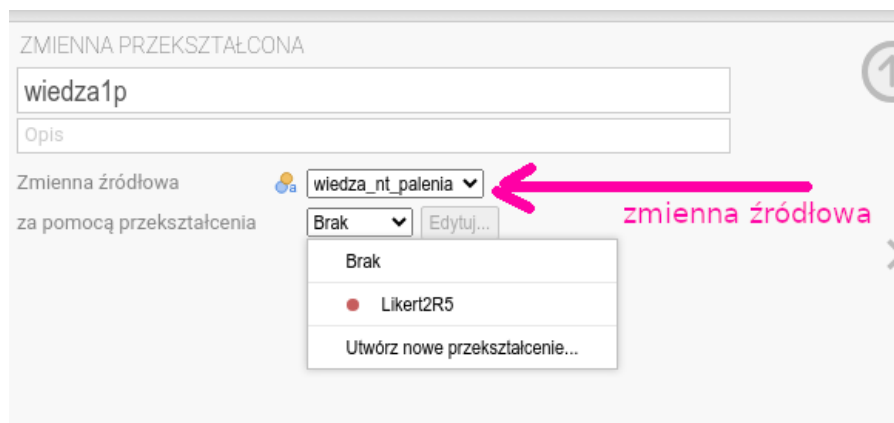 ZMIENNA PRZEKSZTAŁCONA
wiedza1p
Opis
Zmienna źródłowa a wiedza_nt_palenia
za pomocą przekształcenia Brak Edytuj...
zmienna źródłowa
Brak
Likert2R5
Utwórz nowe przekształcenie...